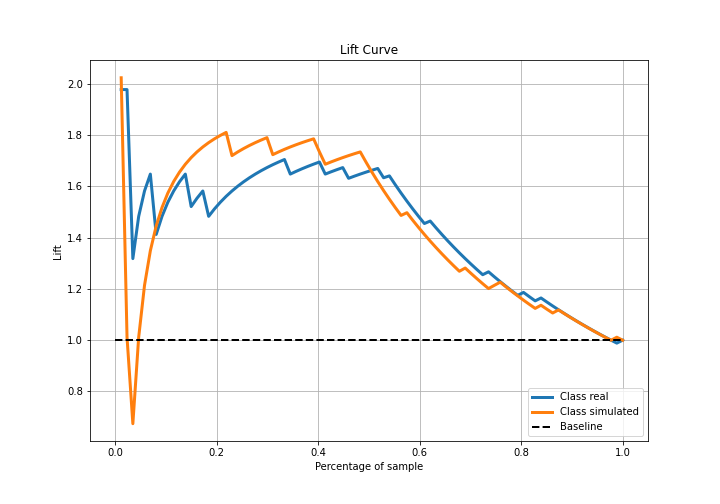 Lift Curve
2.0
1.8
1.6
1.4
1.2
1.0
0.8
Lift
0.0 0.2 0.4 0.6 0.8 1.0
Percentage of sample
Class real
Class simulated
Baseline